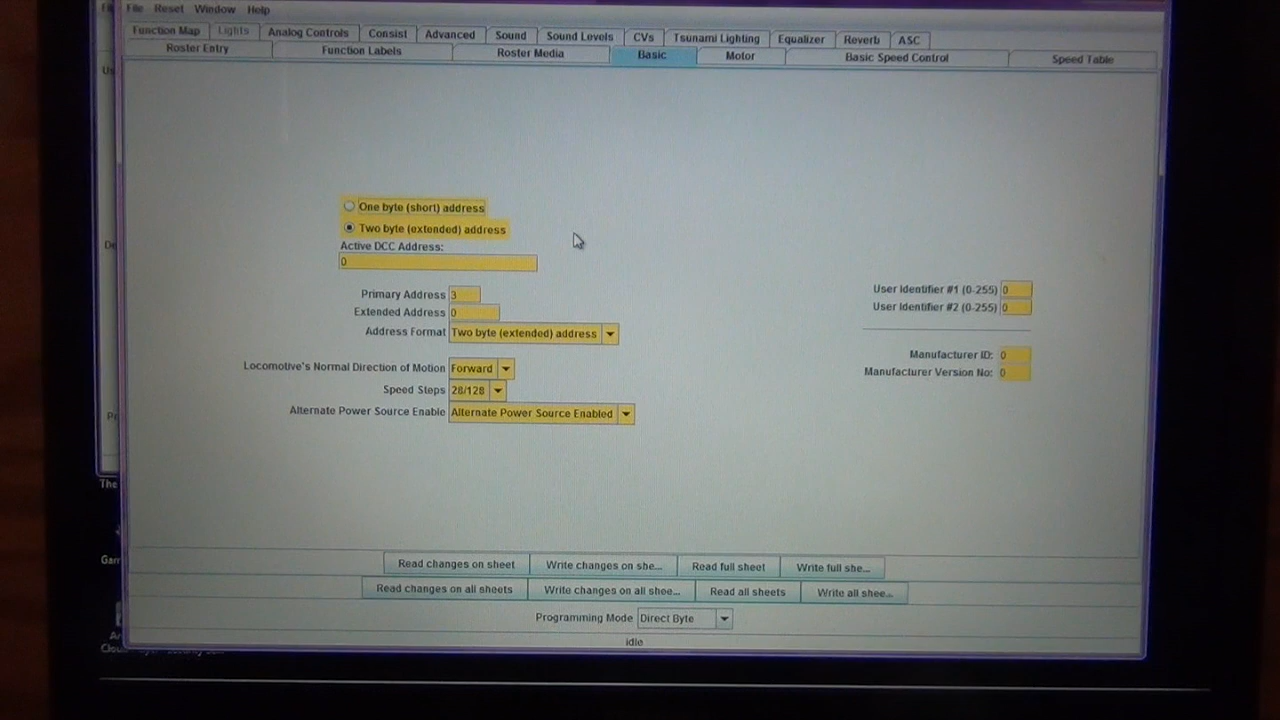 File Reset Window Help
Function Map Lights Analog Controls Consist Advanced Sound Sound Levels CVs Tsunami Lighting Equalizer Reverb ASC
Roster Entry Function Labels Roster Media Basic Motor Basic Speed Control Speed Table
One byte (short) address
Two byte (extended) address
Active DCC Address:
0
Primary Address 3
Extended Address 0
Address Format Two byte (extended) address
Locomotive's Normal Direction of Motion Forward
Speed Steps 28/128
Alternate Power Source Enable Alternate Power Source Enabled
User Identifier #1 (0-255) 0
User Identifier #2 (0-255) 0
Manufacturer ID: 0
Manufacturer Version No: 0
Read changes on sheet Write changes on she... Read full sheet Write full she...
Read changes on all sheets Write changes on all shee... Read all sheets Write all shee...
Programming Mode Direct Byte
idle
The